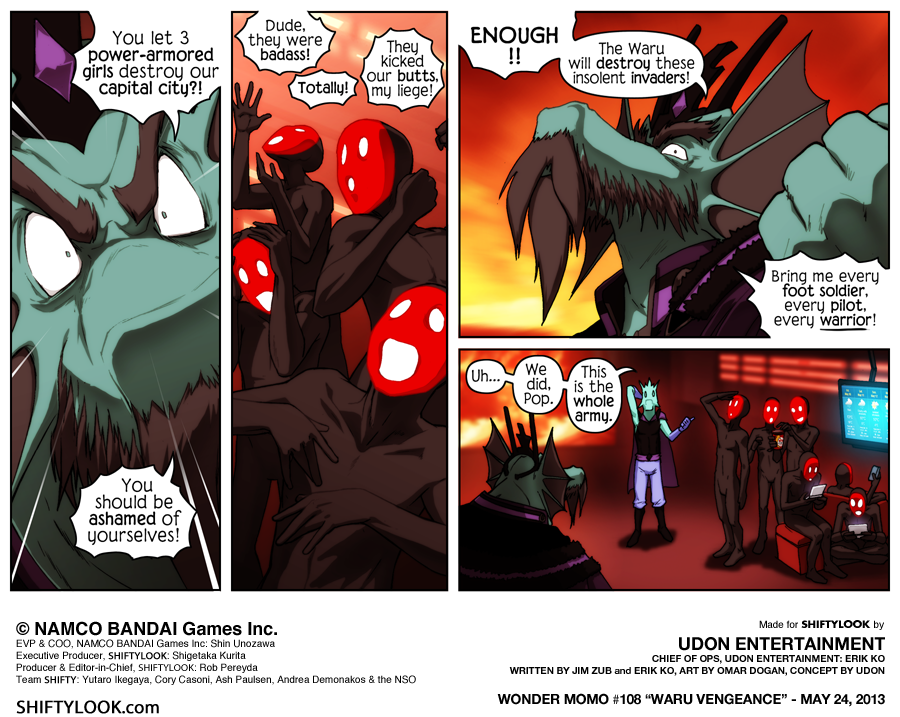 You let 3
power-armored
girls destroy our
capital city?!
You
should be
ashamed of
yourselves!
Dude,
they were
badass!
Totally!
They
kicked
our butts,
my liege!
ENOUGH
!!
The Waru
will destroy these
insolent invaders!
Bring me every
foot soldier,
every pilot,
every warrior!
Uh...
We
did,
Pop.
This
is the
whole
army.
© NAMCO BANDAI Games Inc.
EVP & COO, NAMCO BANDAI Games Inc: Shin Unozawa
Executive Producer, SHIFTYLOOK: Shigetaka Kurita
Producer & Editor-in-Chief, SHIFTYLOOK: Rob Pereyda
Team SHIFTY: Yutaro Ikegaya, Cory Casoni, Ash Paulsen, Andrea Demonakos & the NSO
SHIFTYLOOK.com
Made for SHIFTYLOOK by
UDON ENTERTAINMENT
CHIEF OF OPS, UDON ENTERTAINMENT: ERIK KO
WRITTEN BY JIM ZUB and ERIK KO, ART BY OMAR DOGAN, CONCEPT BY UDON
WONDER MOMO #108 “WARU VENGEANCE” - MAY 24, 2013